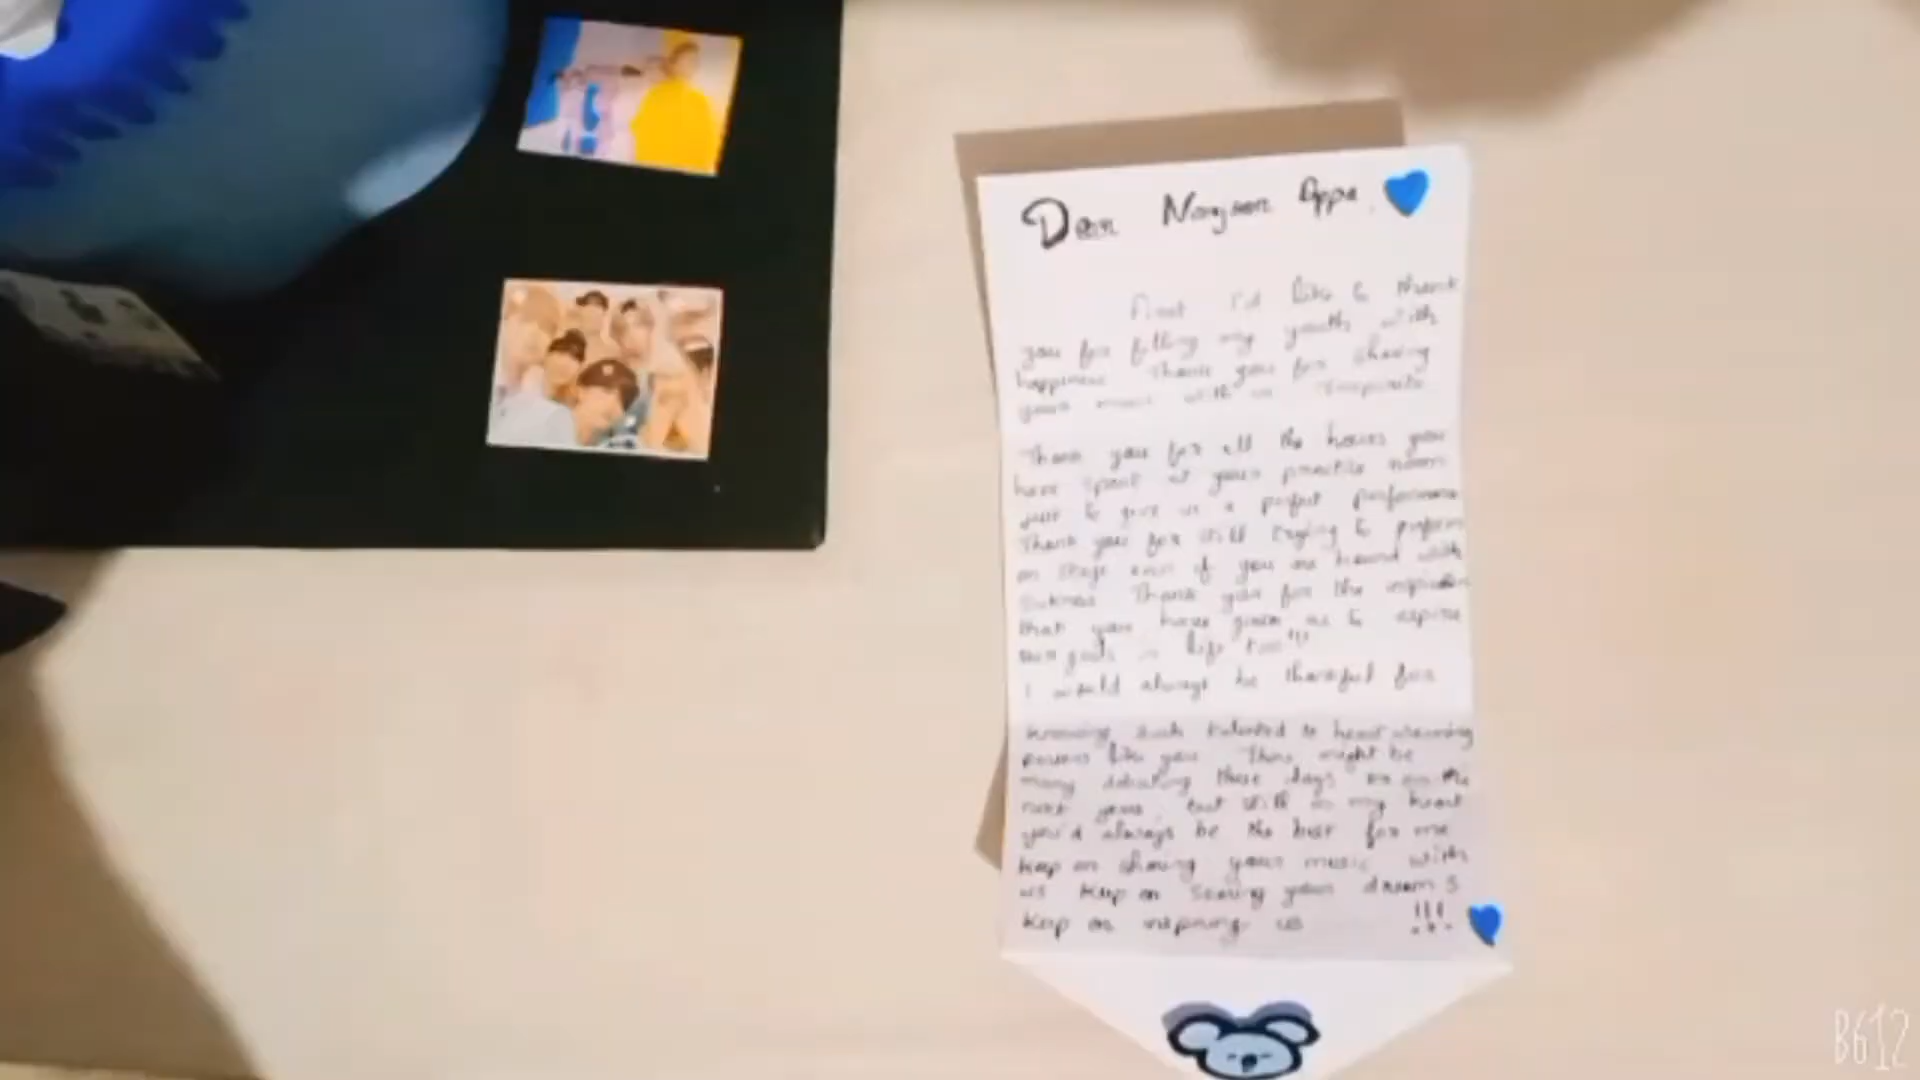 Dear Namjoon Oppa,
First I'd like to thank
you for filling my youth with
happiness. Thank you for sharing
your music with us
Thank you for all the hours you
have spent at your practice room
just to give us a perfect performance
Thank you for still trying to perform
on stage even if you are with
sickness. Thank you for the inspiration
that you have given us to aspire
our goals in life too!!!
I would always be thankful for
knowing such talented & heart warming
persons like you. There might be
many debuting these days or on the
next years, but still in my heart
you'd always be the best for me
Keep on sharing your music with
us Keep on your dreams
Keep on inspiring us !!!
B612